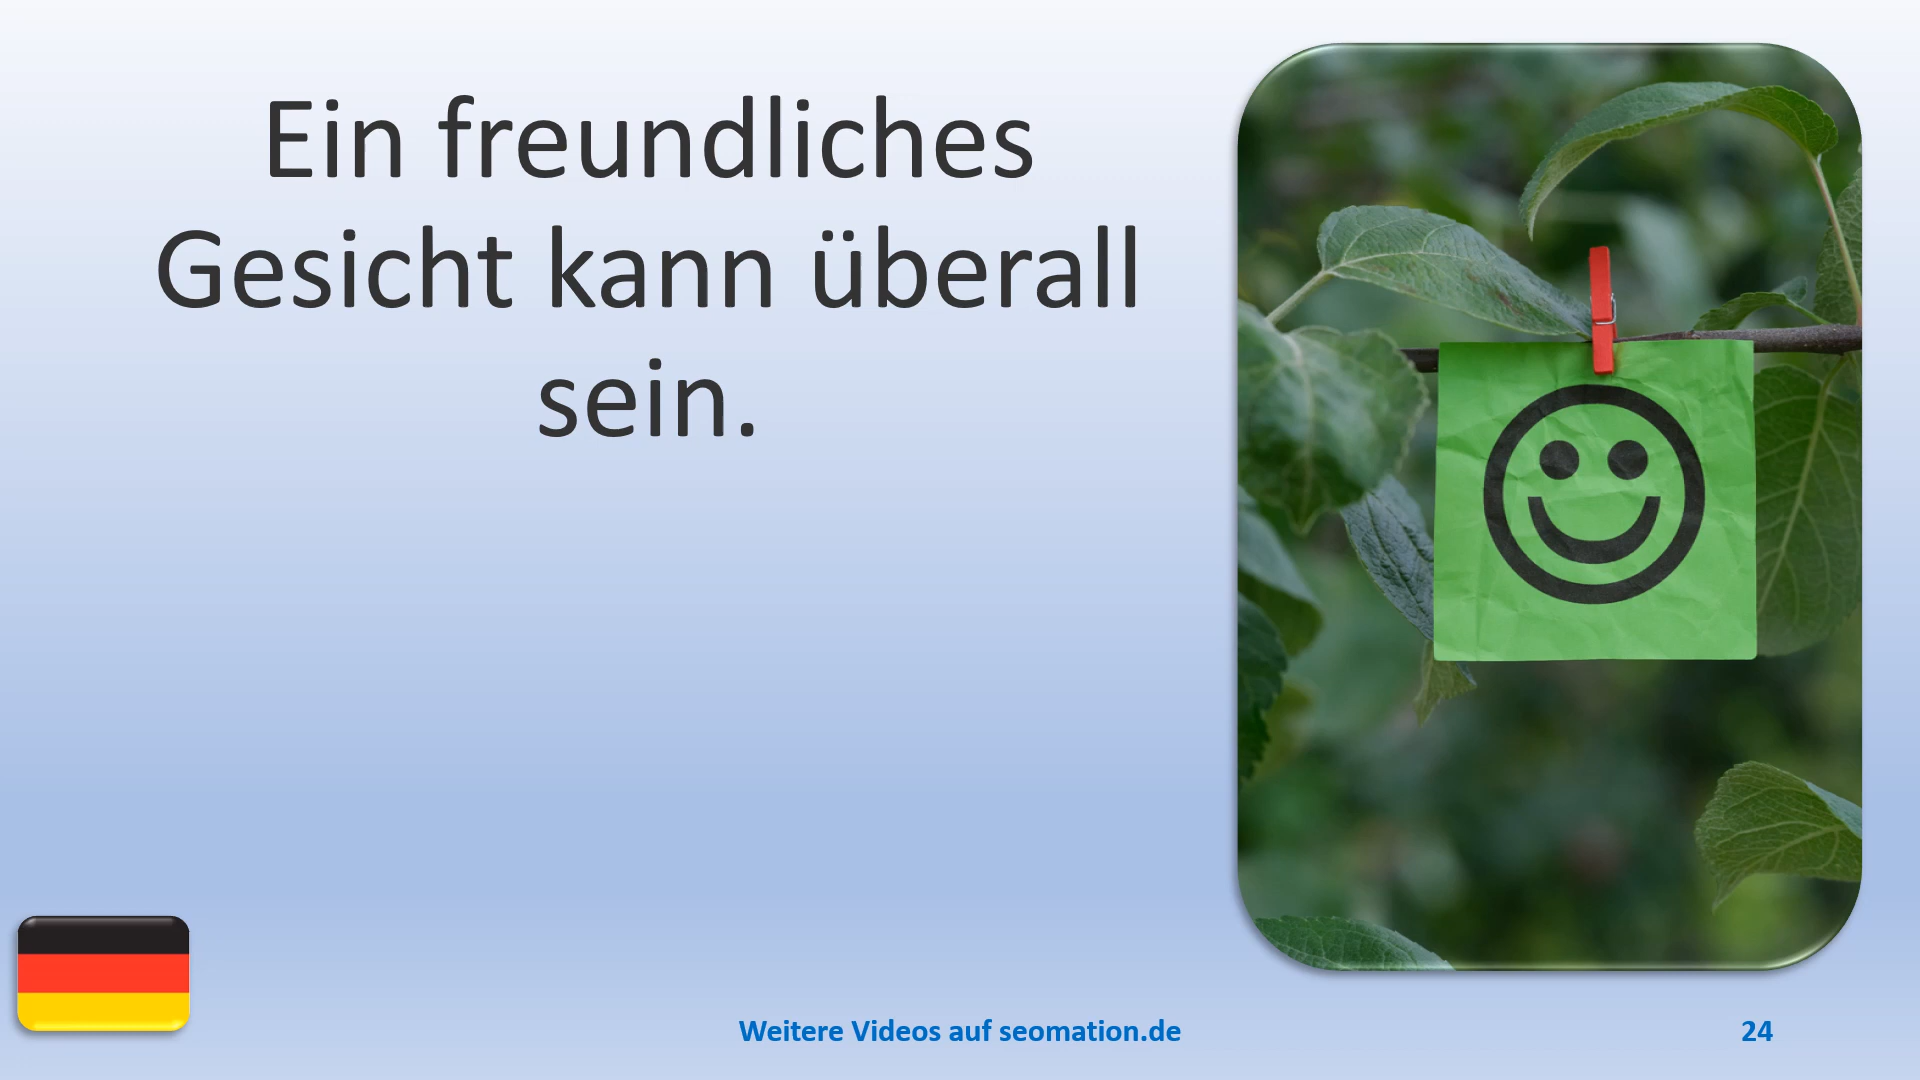 Ein freundliches
Gesicht kann überall
sein.
Weitere Videos auf seomation.de
24